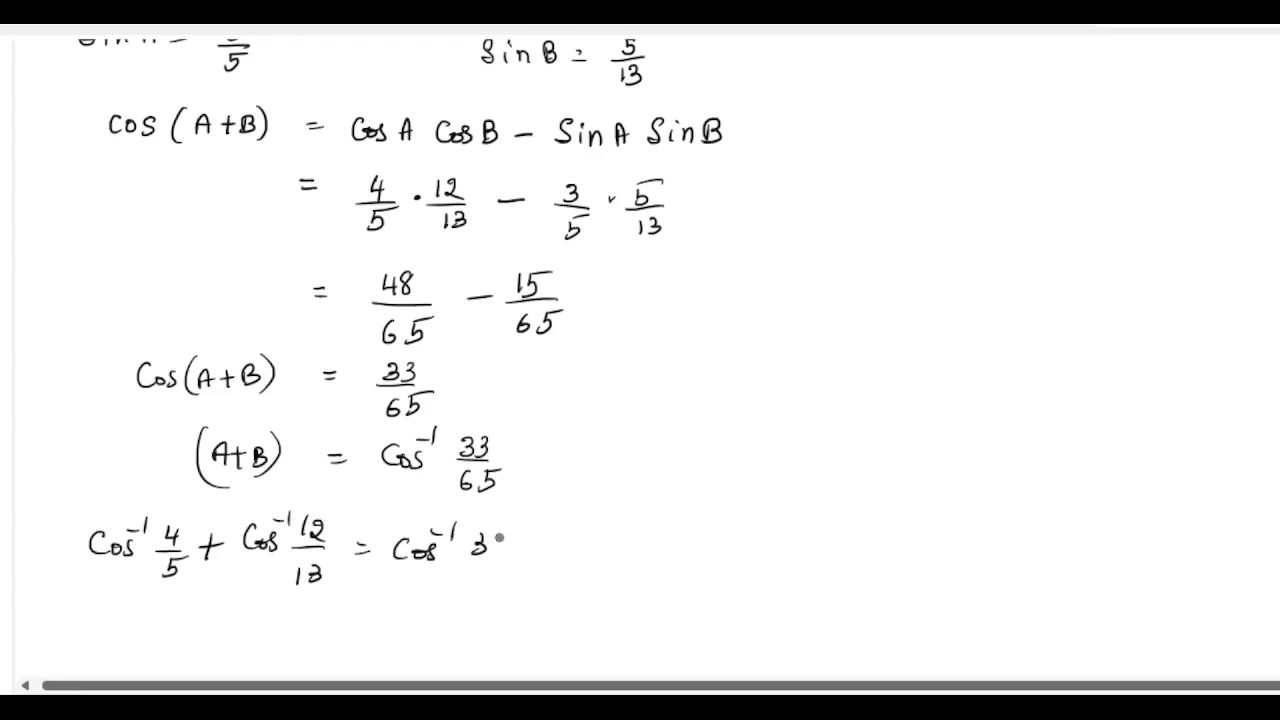 5 Sin B = 5/13
Cos (A+B) = Cos A Cos B - Sin A Sin B
= 4/5 · 12/13 - 3/5 · 5/13
= 48/65 - 15/65
Cos (A+B) = 33/65
(A+B) = Cos⁻¹ 33/65
Cos⁻¹ 4/5 + Cos⁻¹ 12/13 = Cos⁻¹ 3